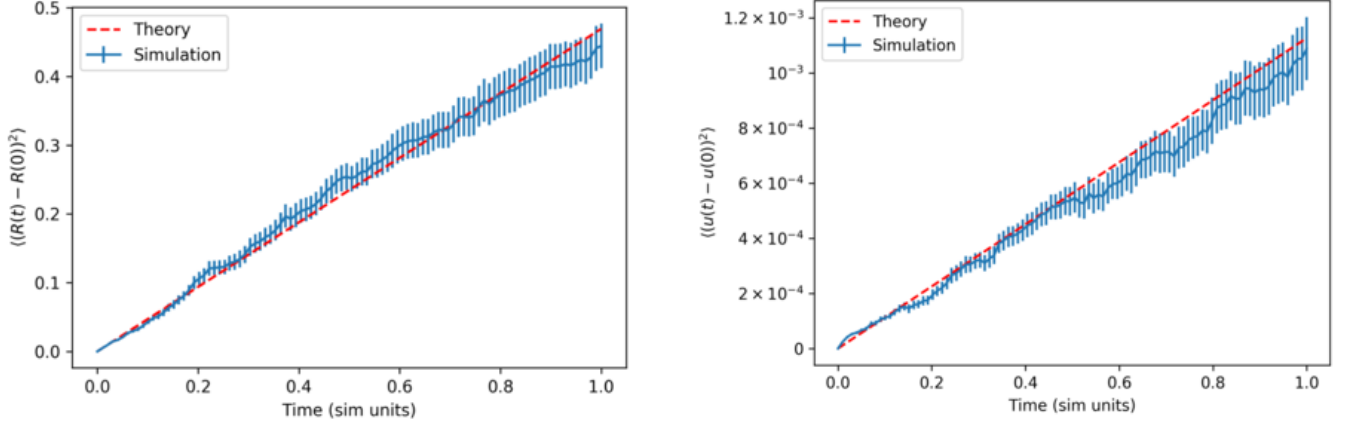 0.5
0.4
0.3
0.2
0.1
0.0
⟨(R(t) − R(0))²⟩
Theory
Simulation
0.0 0.2 0.4 0.6 0.8 1.0
Time (sim units)
1.2 × 10⁻³
10⁻³
8 × 10⁻⁴
6 × 10⁻⁴
4 × 10⁻⁴
2 × 10⁻⁴
0
⟨(u(t) − u(0))²⟩
Theory
Simulation
0.0 0.2 0.4 0.6 0.8 1.0
Time (sim units)